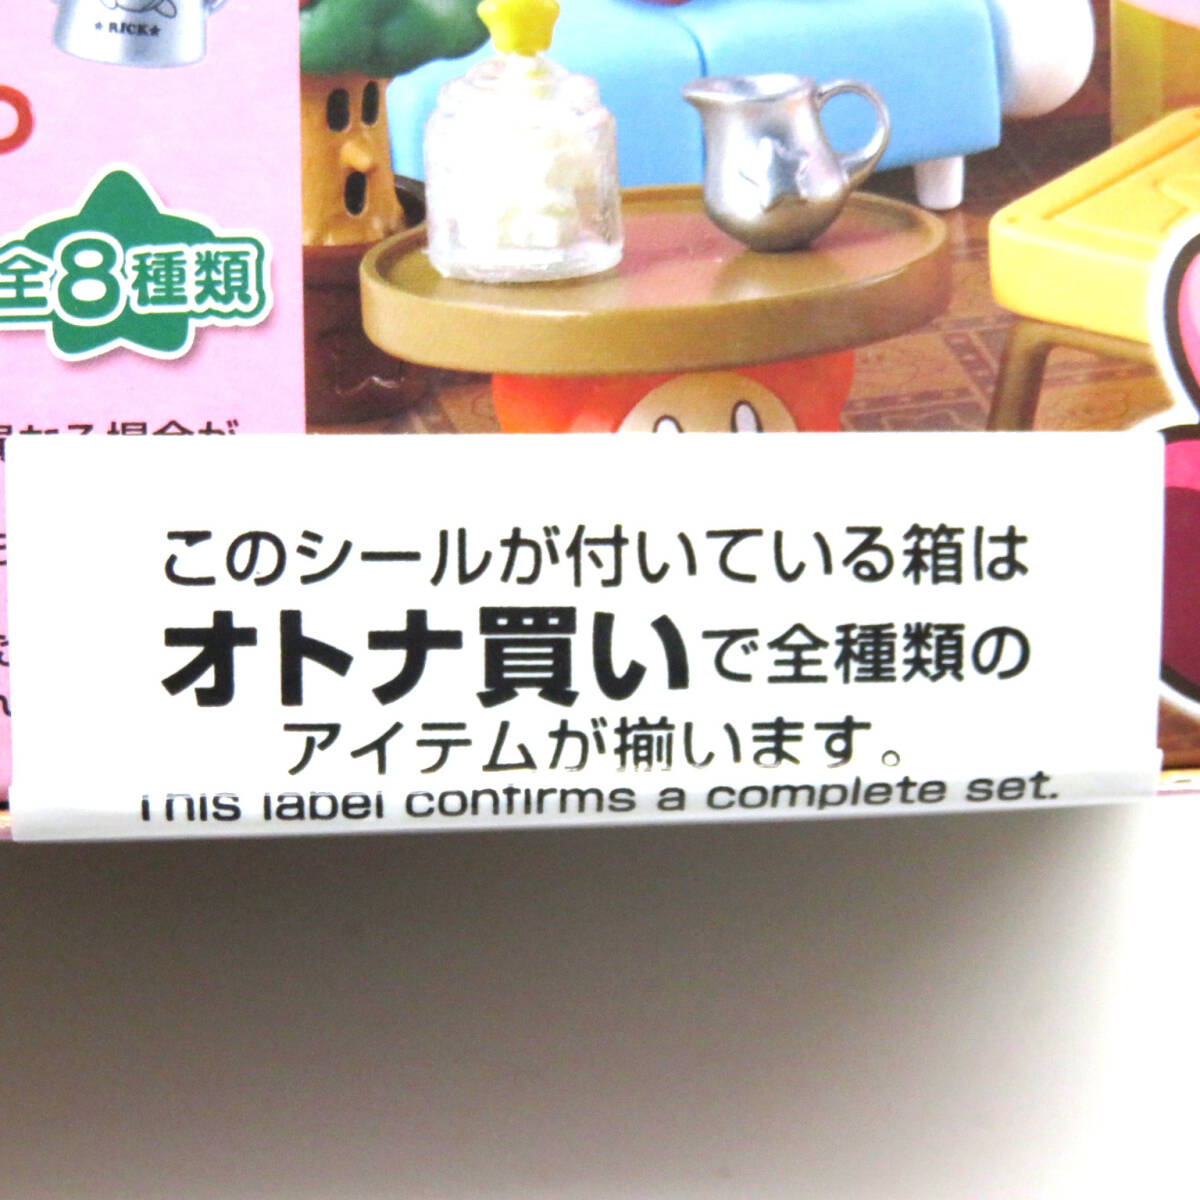 ★RICK★
全8種類
このシールが付いている箱は
オトナ買いで全種類の
アイテムが揃います。
This label confirms a complete set.